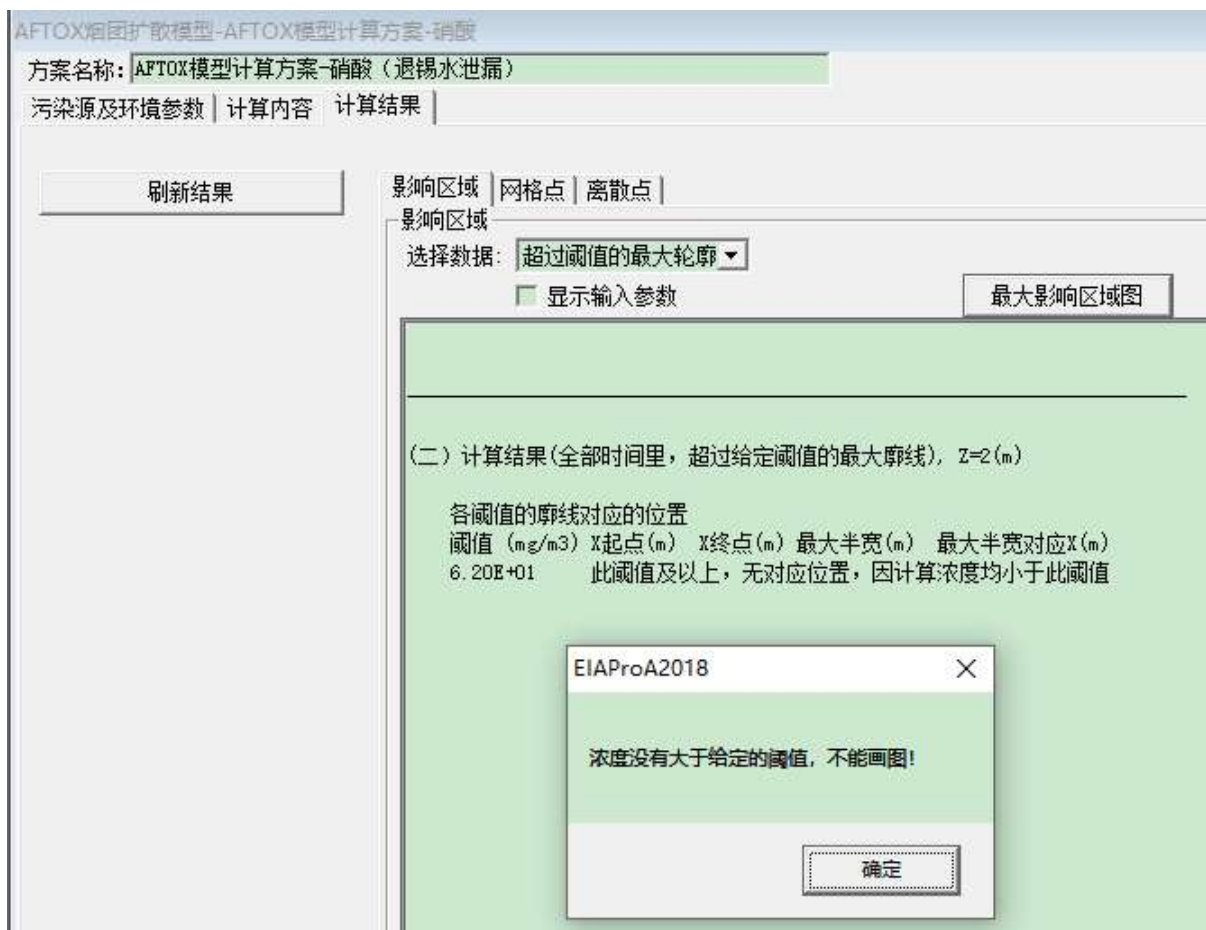 AFTOX烟团扩散模型-AFTOX模型计算方案-硝酸
方案名称: AFTOX模型计算方案-硝酸（退锡水泄漏）
污染源及环境参数 计算内容 计算结果
刷新结果
影响区域 网格点 离散点
影响区域
选择数据: 超过阈值的最大轮廓
显示输入参数
最大影响区域图
(二) 计算结果(全部时间里，超过给定阈值的最大廓线), Z=2(m)
各阈值的廓线对应的位置
阈值 (mg/m3) X起点(m) X终点(m) 最大半宽(m) 最大半宽对应X(m)
6.20E+01 此阈值及以上，无对应位置，因计算浓度均小于此阈值
EIAProA2018
浓度没有大于给定的阈值, 不能画图!
确定